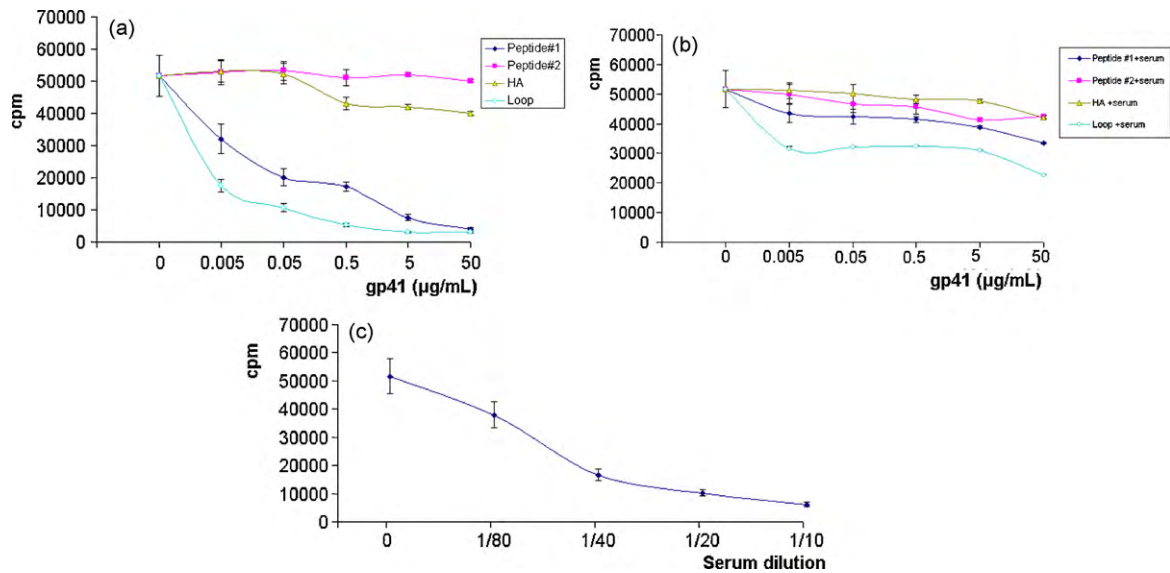 (a)
cpm
70000
60000
50000
40000
30000
20000
10000
0
0 0.005 0.05 0.5 5 50
gp41 (µg/mL)
Peptide#1
Peptide#2
HA
Loop
(b)
cpm
70000
60000
50000
40000
30000
20000
10000
0
0 0.005 0.05 0.5 5 50
gp41 (µg/mL)
Peptide #1+serum
Peptide #2+serum
HA +serum
Loop +serum
(c)
cpm
70000
60000
50000
40000
30000
20000
10000
0
0 1/80 1/40 1/20 1/10
Serum dilution